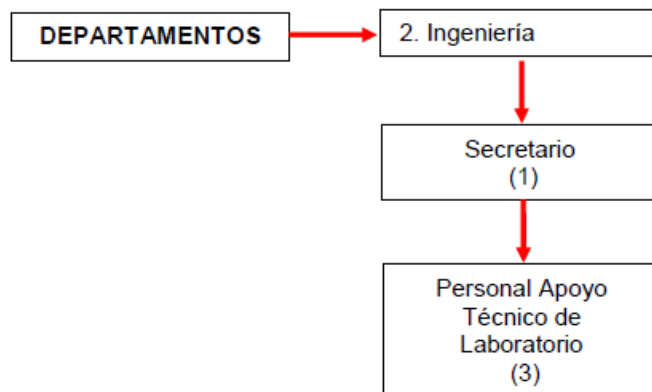 DEPARTAMENTOS
2. Ingeniería
Secretario
(1)
Personal Apoyo
Técnico de
Laboratorio
(3)